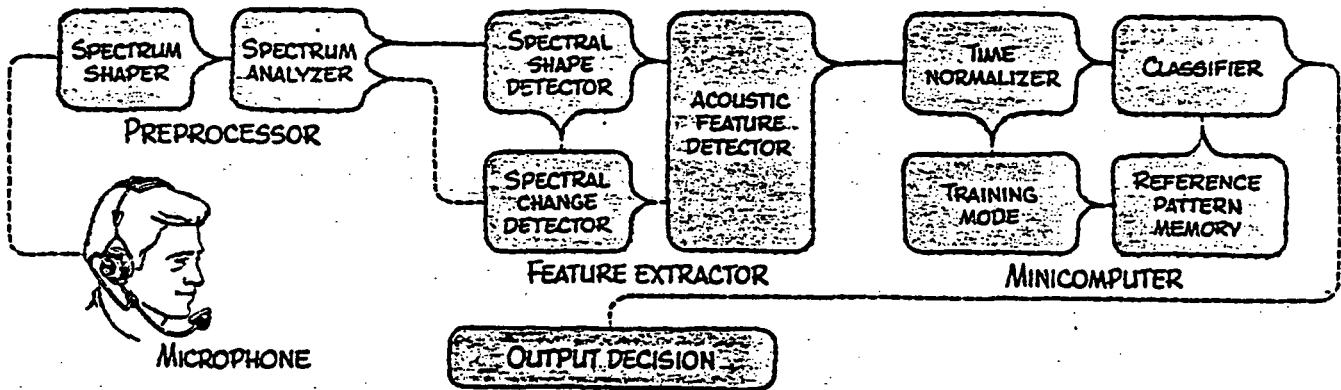 SPECTRUM
SHAPER
SPECTRUM
ANALYZER
PREPROCESSOR
MICROPHONE
SPECTRAL
SHAPE
DETECTOR
SPECTRAL
CHANGE
DETECTOR
ACOUSTIC
FEATURE
DETECTOR
FEATURE EXTRACTOR
TIME
NORMALIZER
CLASSIFIER
TRAINING
MODE
REFERENCE
PATTERN
MEMORY
MINICOMPUTER
OUTPUT DECISION